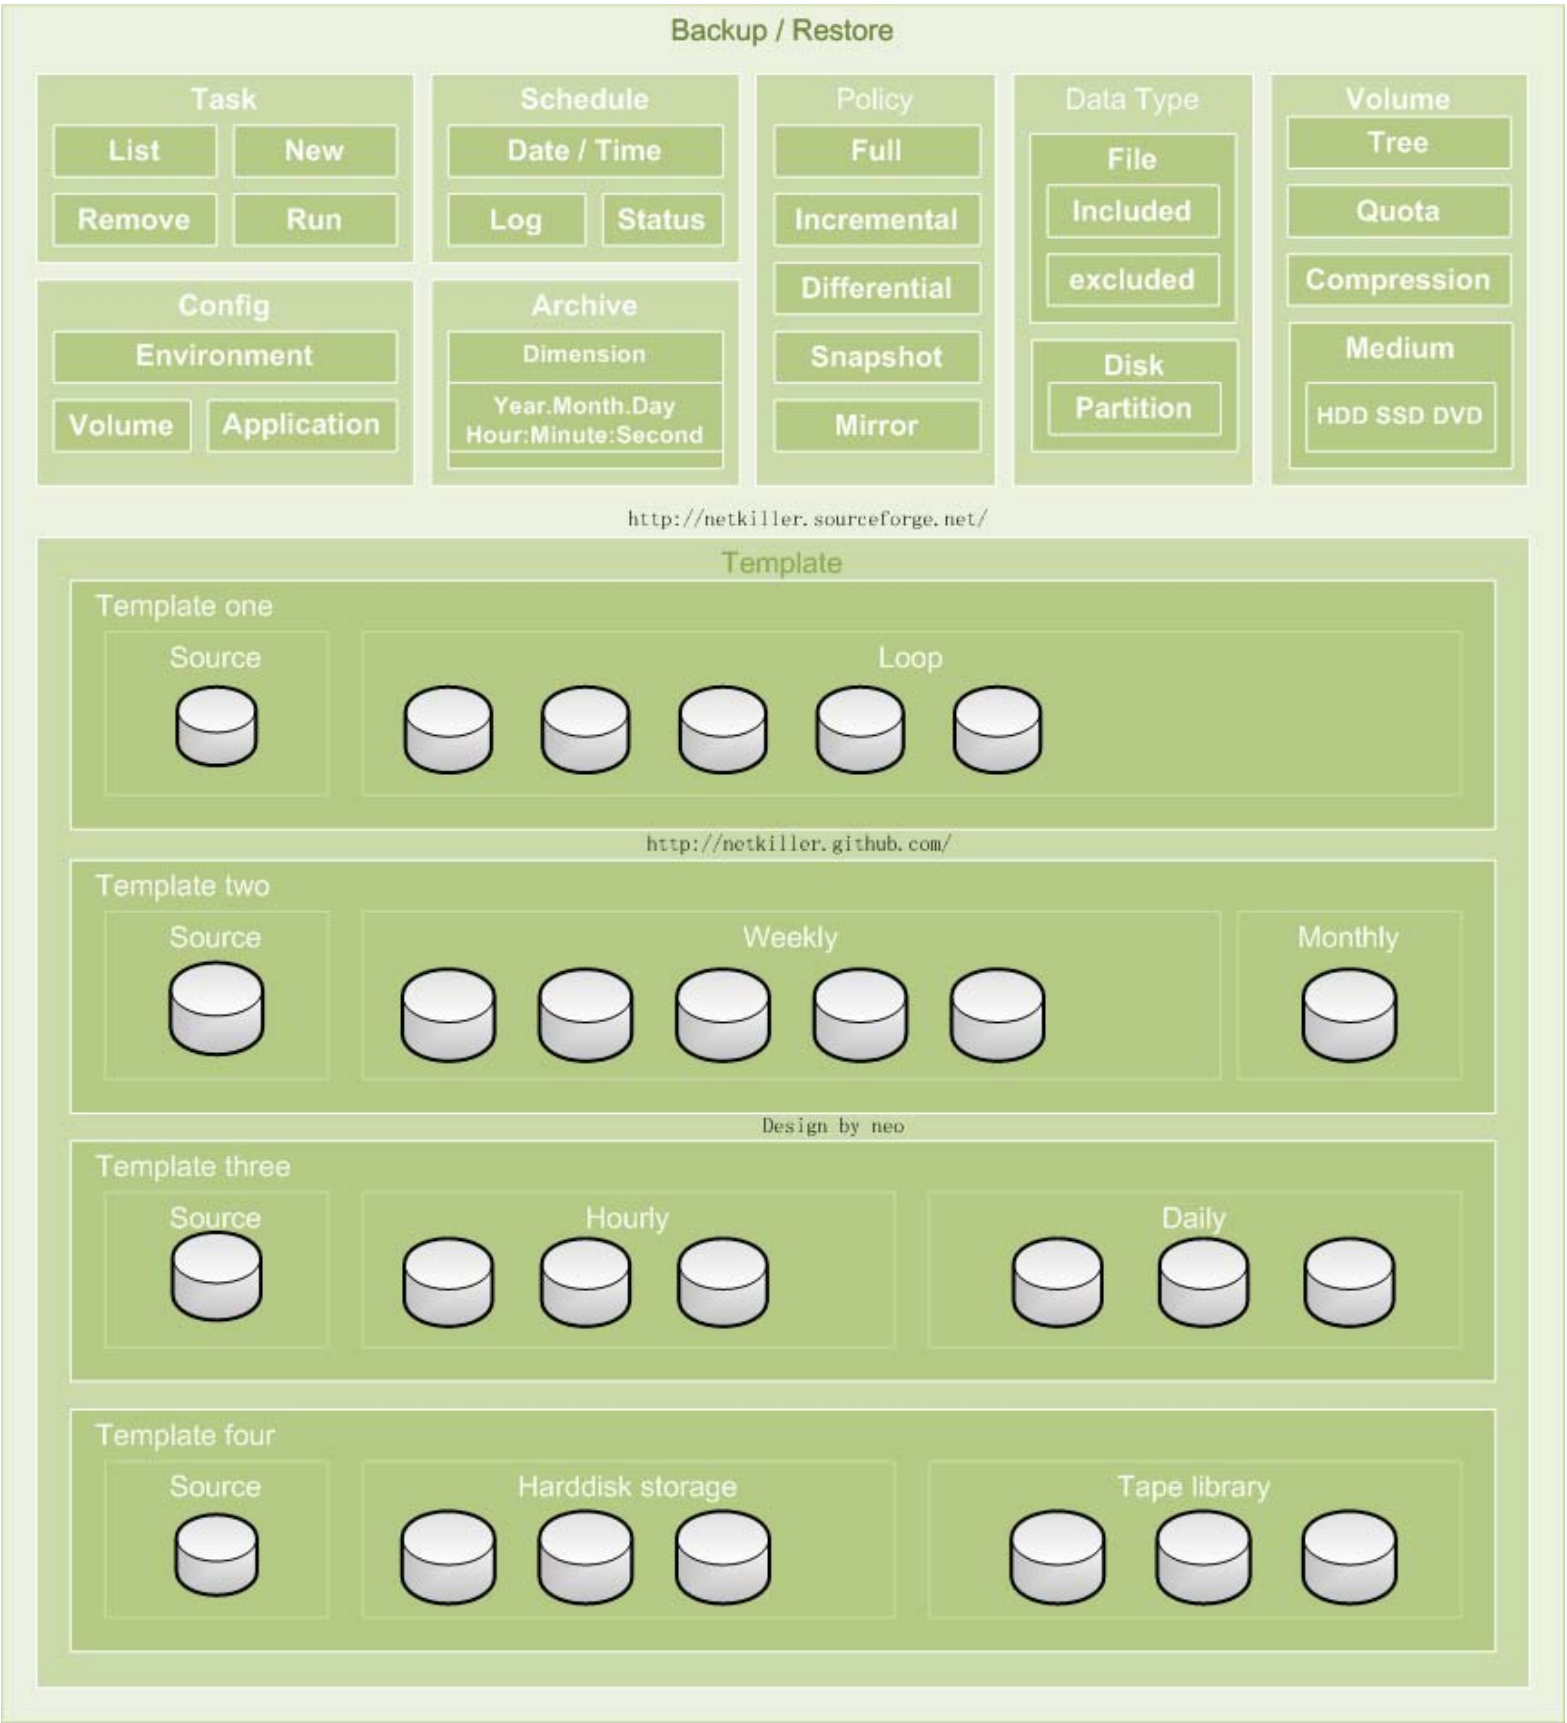 Backup / Restore
Task
List
New
Remove
Run
Schedule
Date / Time
Log
Status
Policy
Full
Incremental
Differential
Snapshot
Mirror
Data Type
File
Included
excluded
Disk
Partition
Volume
Tree
Quota
Compression
Medium
HDD SSD DVD
Config
Environment
Volume
Application
Archive
Dimension
Year.Month.Day
Hour:Minute:Second
http://netkiller.sourceforge.net/
Template
Template one
Source
Loop
http://netkiller.github.com/
Template two
Source
Weekly
Monthly
Design by neo
Template three
Source
Hourly
Daily
Template four
Source
Harddisk storage
Tape library